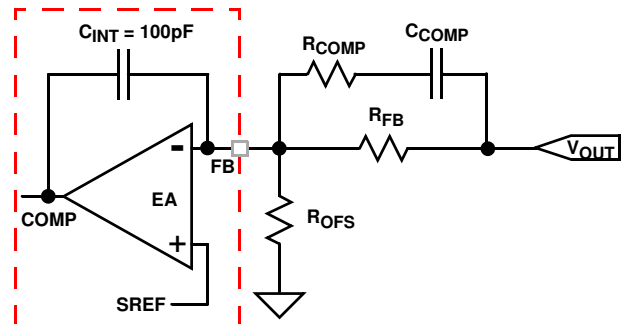 C_INT = 100pF
R_COMP
C_COMP
R_FB
V_OUT
-
FB
EA
COMP
R_OFS
+
SREF